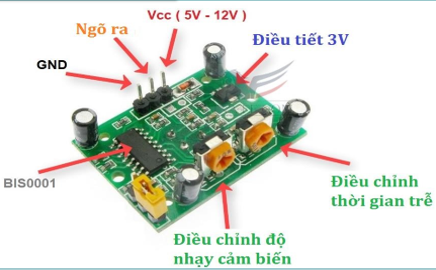 Vcc ( 5V - 12V )
Ngõ ra
Điều tiết 3V
GND
BIS0001
Điều chỉnh
thời gian trễ
Điều chỉnh độ
nhạy cảm biến